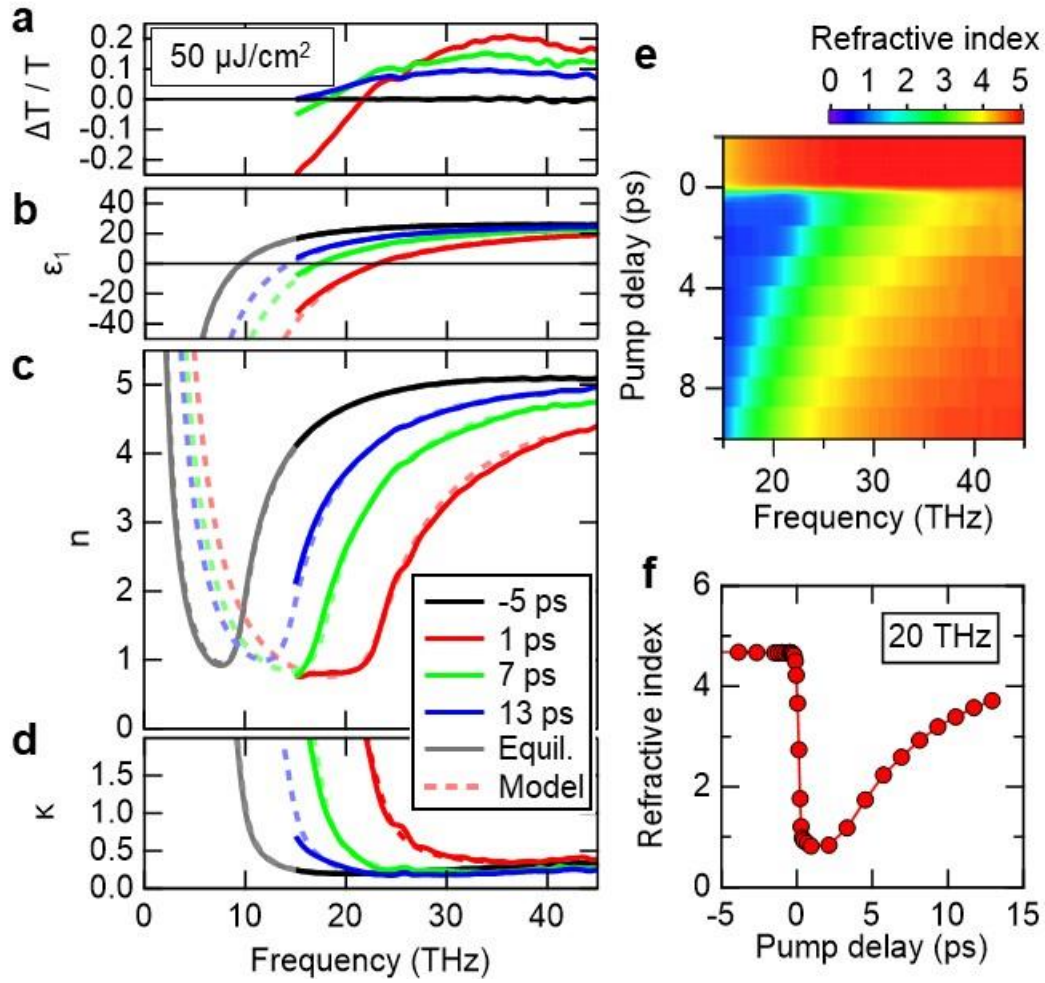 a
0.2
0.1
0.0
-0.1
-0.2
ΔT / T
50 µJ/cm²
b
40
20
0
-20
-40
ε₁
c
5
4
3
2
1
0
n
-5 ps
1 ps
7 ps
13 ps
Equil.
Model
d
1.5
1.0
0.5
0.0
κ
0 10 20 30 40
Frequency (THz)
e
Refractive index
0 1 2 3 4 5
Pump delay (ps)
0
4
8
20 30 40
Frequency (THz)
f
6
4
2
0
Refractive index
20 THz
-5 0 5 10 15
Pump delay (ps)